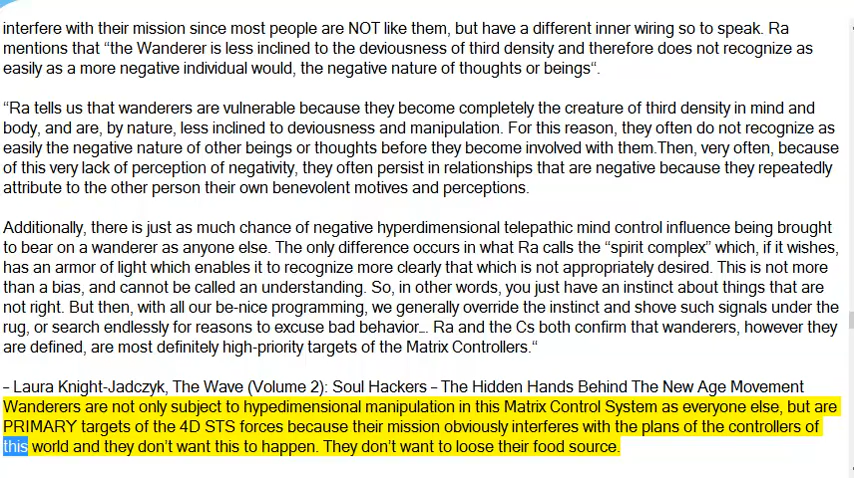 interfere with their mission since most people are NOT like them, but have a different inner wiring so to speak. Ra
mentions that “the Wanderer is less inclined to the deviousness of third density and therefore does not recognize as
easily as a more negative individual would, the negative nature of thoughts or beings“.
“Ra tells us that wanderers are vulnerable because they become completely the creature of third density in mind and
body, and are, by nature, less inclined to deviousness and manipulation. For this reason, they often do not recognize as
easily the negative nature of other beings or thoughts before they become involved with them.Then, very often, because
of this very lack of perception of negativity, they often persist in relationships that are negative because they repeatedly
attribute to the other person their own benevolent motives and perceptions.
Additionally, there is just as much chance of negative hyperdimensional telepathic mind control influence being brought
to bear on a wanderer as anyone else. The only difference occurs in what Ra calls the “spirit complex” which, if it wishes,
has an armor of light which enables it to recognize more clearly that which is not appropriately desired. This is not more
than a bias, and cannot be called an understanding. So, in other words, you just have an instinct about things that are
not right. But then, with all our be-nice programming, we generally override the instinct and shove such signals under the
rug, or search endlessly for reasons to excuse bad behavior…. Ra and the Cs both confirm that wanderers, however they
are defined, are most definitely high-priority targets of the Matrix Controllers.“
– Laura Knight-Jadczyk, The Wave (Volume 2): Soul Hackers – The Hidden Hands Behind The New Age Movement
Wanderers are not only subject to hypedimensional manipulation in this Matrix Control System as everyone else, but are
PRIMARY targets of the 4D STS forces because their mission obviously interferes with the plans of the controllers of
this world and they don’t want this to happen. They don’t want to loose their food source.